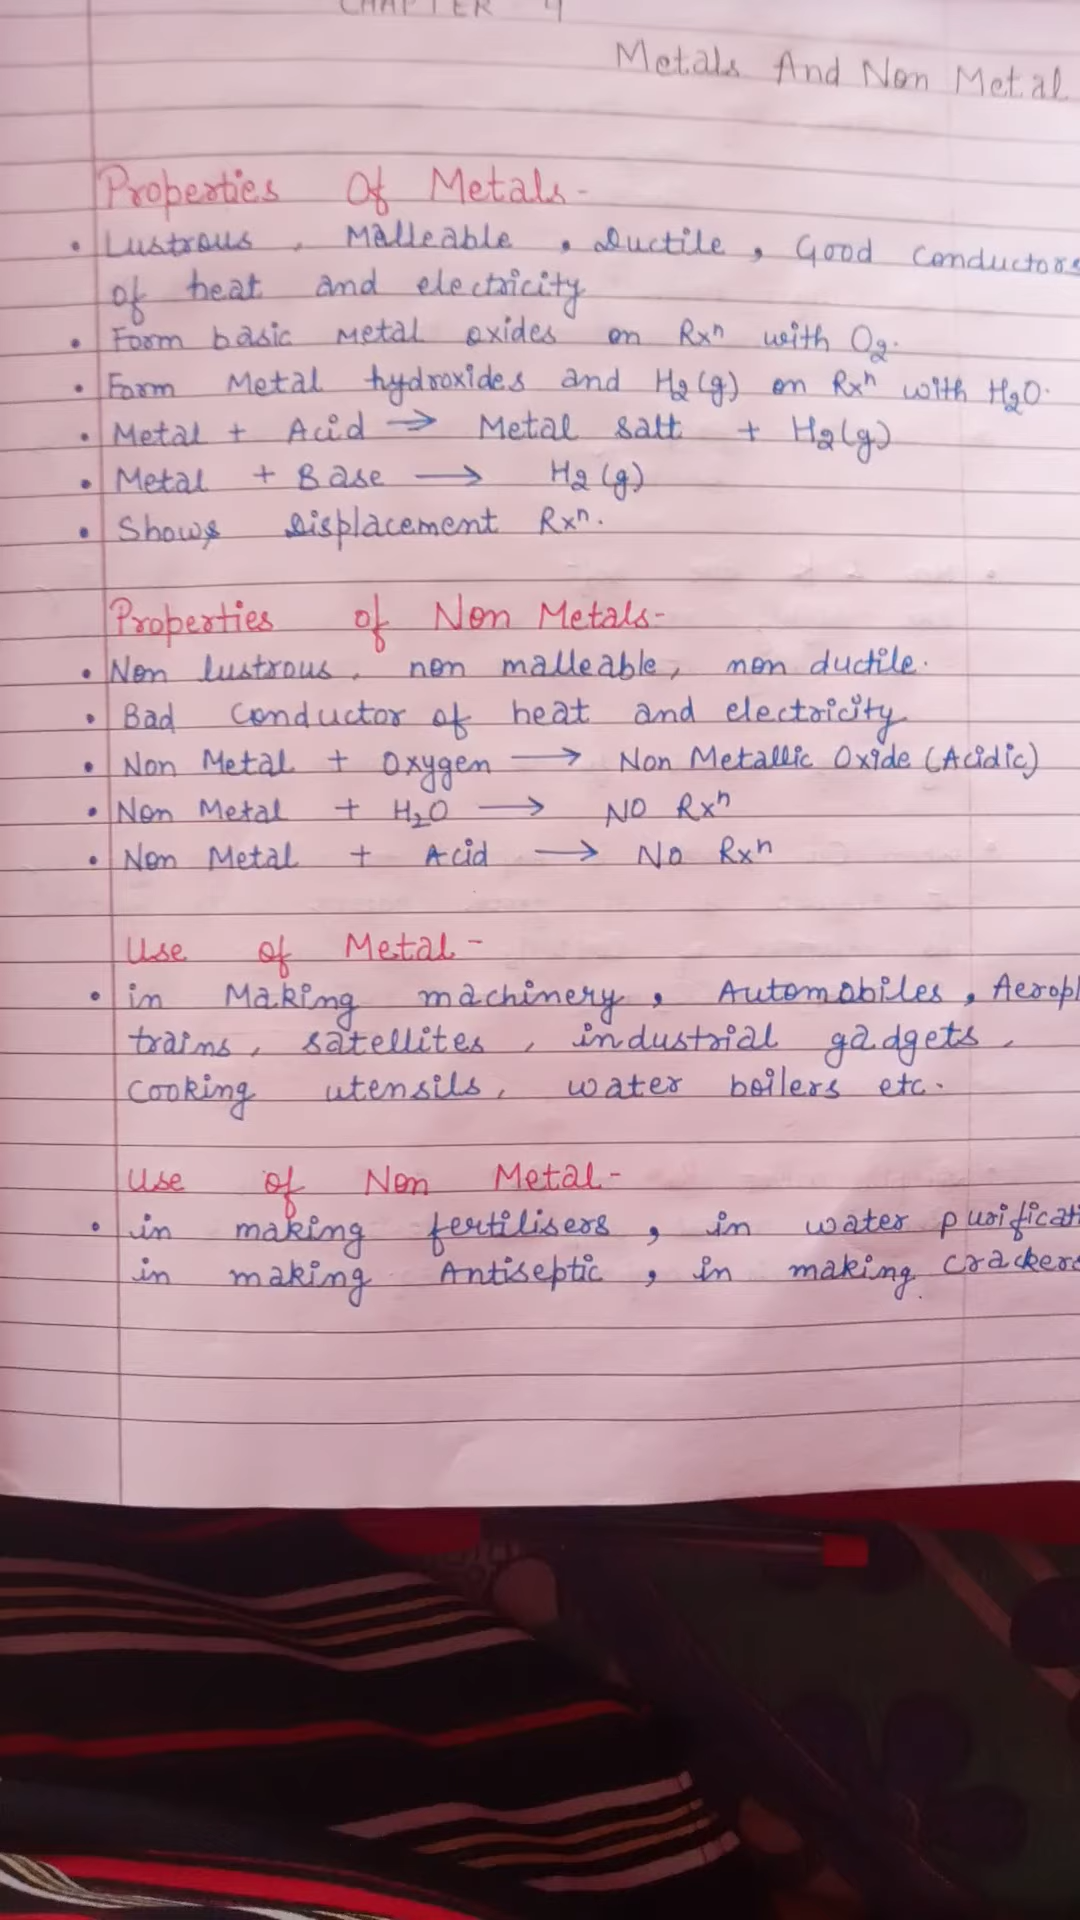 CHAPTER 4
Metals And Non Metal
Properties Of Metals-
• Lustrous, Malleable, Ductile, Good conductors
of heat and electricity
• Form basic Metal oxides on Rxⁿ with O₂.
• Form Metal hydroxides and H₂(g) on Rxⁿ with H₂O.
• Metal + Acid → Metal salt + H₂(g)
• Metal + Base → H₂(g)
• Shows Displacement Rxⁿ.
Properties of Non Metals-
• Non lustrous, non malleable, non ductile.
• Bad Conductor of heat and electricity
• Non Metal + Oxygen → Non Metallic Oxide (Acidic)
• Non Metal + H₂O → NO Rxⁿ
• Non Metal + Acid → No Rxⁿ
Use of Metal-
• in Making machinery, Automobiles, Aeropl
trains, satellites, industrial gadgets,
cooking utensils, water boilers etc.
Use of Non Metal-
• in making fertilisers, in water purificati
in making Antiseptic, in making crackers